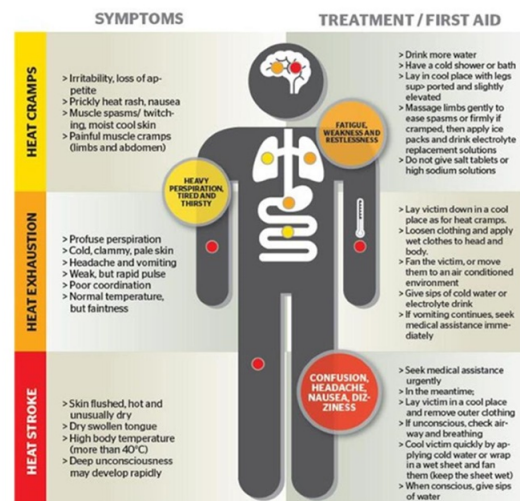 SYMPTOMS
TREATMENT / FIRST AID
HEAT CRAMPS
> Irritability, loss of ap-
petite
> Prickly heat rash, nausea
> Muscle spasms/ twitch-
ing, moist cool skin
> Painful muscle cramps
(limbs and abdomen)
HEAVY
PERSPIRATION,
TIRED AND
THIRSTY
FATIGUE,
WEAKNESS AND
RESTLESSNESS
> Drink more water
> Have a cold shower or bath
> Lay in cool place with legs
sup- ported and slightly
elevated
> Massage limbs gently to
ease spasms or firmly if
cramped, then apply ice
packs and drink electrolyte
replacement solutions
> Do not give salt tablets or
high sodium solutions
HEAT EXHAUSTION
> Profuse perspiration
> Cold, clammy, pale skin
> Headache and vomiting
> Weak, but rapid pulse
> Poor coordination
> Normal temperature,
but faintness
> Lay victim down in a cool
place as for heat cramps.
> Loosen clothing and apply
wet clothes to head and
body.
> Fan the victim, or move
them to an air conditioned
environment
> Give sips of cold water or
electrolyte drink
> If vomiting continues, seek
medical assistance imme-
diately
HEAT STROKE
> Skin flushed, hot and
unusually dry
> Dry swollen tongue
> High body temperature
(more than 40°C)
> Deep unconsciousness
may develop rapidly
CONFUSION,
HEADACHE,
NAUSEA, DIZ-
ZINESS
> Seek medical assistance
urgently
> In the meantime;
> Lay victim in a cool place
and remove outer clothing
> If unconscious, check air-
way and breathing
> Cool victim quickly by ap-
plying cold water or wrap
in a wet sheet and fan
them (keep the sheet wet)
> When conscious, give sips
of water